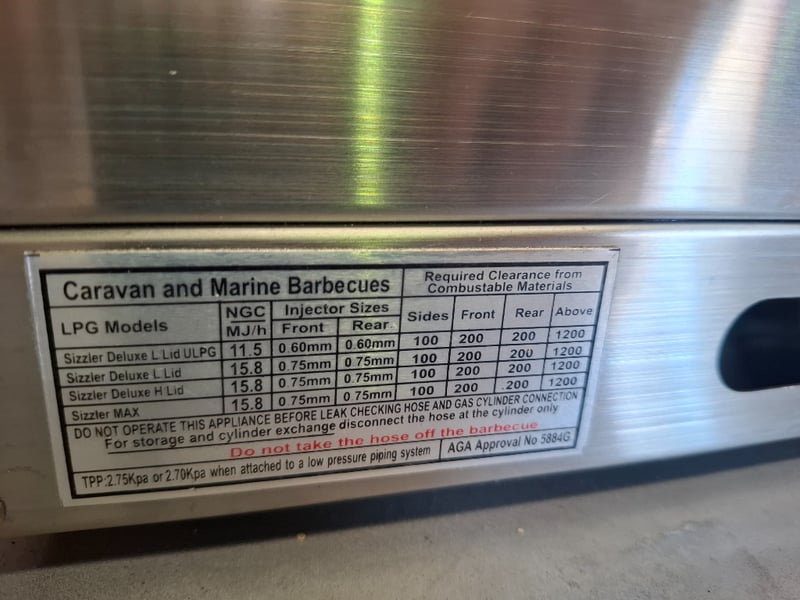 Caravan and Marine Barbecues Required Clearance from Combustable Materials
LPG Models NGC MJ/h Injector Sizes Front Rear Sides Front Rear Above
Sizzler Deluxe L Lid ULPG 11.5 0.60mm 0.60mm 100 200 200 1200
Sizzler Deluxe L Lid 15.8 0.75mm 0.75mm 100 200 200 1200
Sizzler Deluxe H Lid 15.8 0.75mm 0.75mm 100 200 200 1200
Sizzler MAX 15.8 0.75mm 0.75mm 100 200 200 1200
DO NOT OPERATE THIS APPLIANCE BEFORE LEAK CHECKING HOSE AND GAS CYLINDER CONNECTION
For storage and cylinder exchange disconnect the hose at the cylinder only
Do not take the hose off the barbecue
TPP:2.75Kpa or 2.70Kpa when attached to a low pressure piping system AGA Approval No 5884G